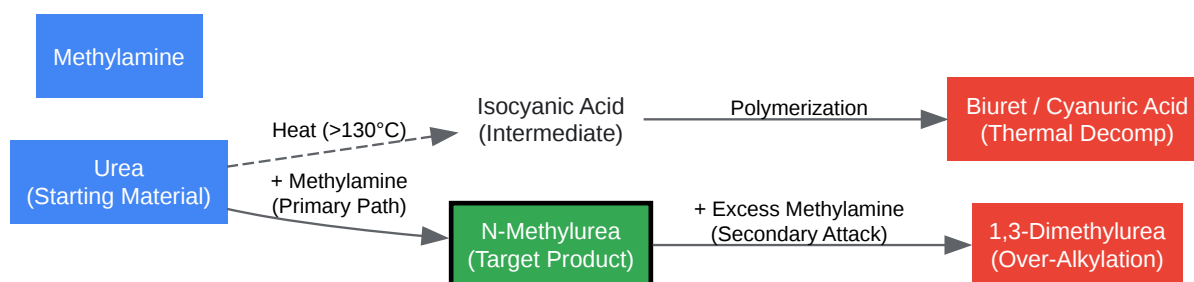 Methylamine
Urea
(Starting Material)
Heat (>130°C)
+ Methylamine
(Primary Path)
Isocyanic Acid
(Intermediate)
Polymerization
Biuret / Cyanuric Acid
(Thermal Decomp)
N-Methylurea
(Target Product)
+ Excess Methylamine
(Secondary Attack)
1,3-Dimethylurea
(Over-Alkylation)